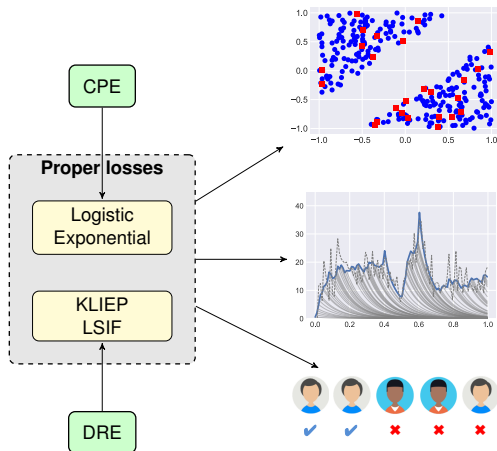 CPE
Proper losses
Logistic
Exponential
KLIEP
LSIF
DRE
1.0
0.5
0.0
−0.5
−1.0
−1.0 −0.5 0.0 0.5 1.0
40
30
20
10
0
0.0 0.2 0.4 0.6 0.8 1.0